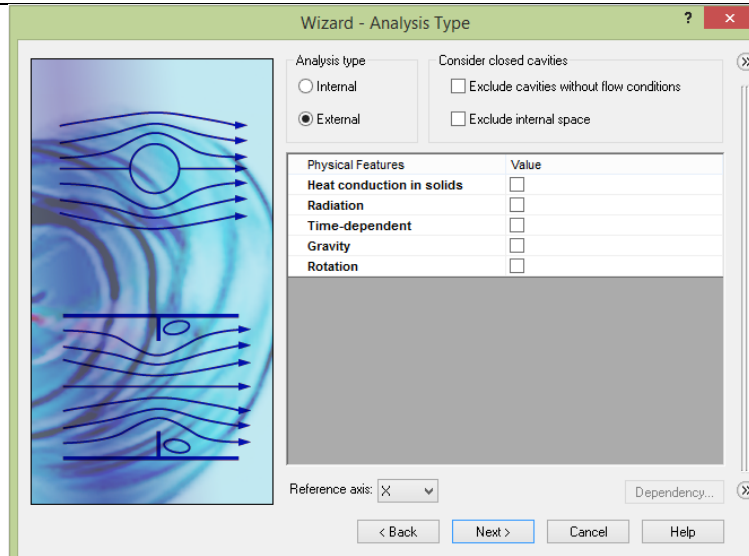 Wizard - Analysis Type
?
×
Analysis type
Internal
External
Consider closed cavities
Exclude cavities without flow conditions
Exclude internal space
Physical Features Value
Heat conduction in solids
Radiation
Time-dependent
Gravity
Rotation
Reference axis: X
Dependency...
< Back Next > Cancel Help